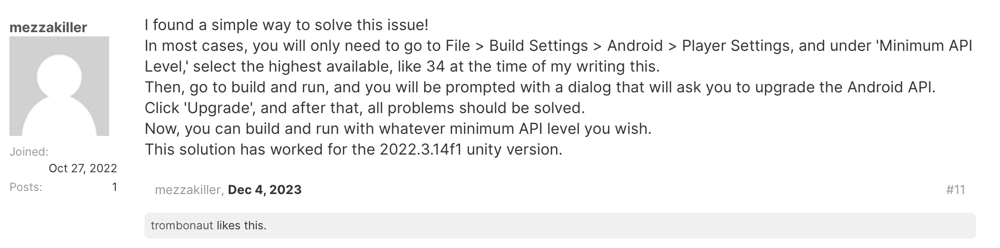 mezzakiller
I found a simple way to solve this issue!
In most cases, you will only need to go to File > Build Settings > Android > Player Settings, and under 'Minimum API
Level,' select the highest available, like 34 at the time of my writing this.
Then, go to build and run, and you will be prompted with a dialog that will ask you to upgrade the Android API.
Click 'Upgrade', and after that, all problems should be solved.
Now, you can build and run with whatever minimum API level you wish.
This solution has worked for the 2022.3.14f1 unity version.
Joined:
Oct 27, 2022
Posts: 1
mezzakiller, Dec 4, 2023 #11
trombonaut likes this.